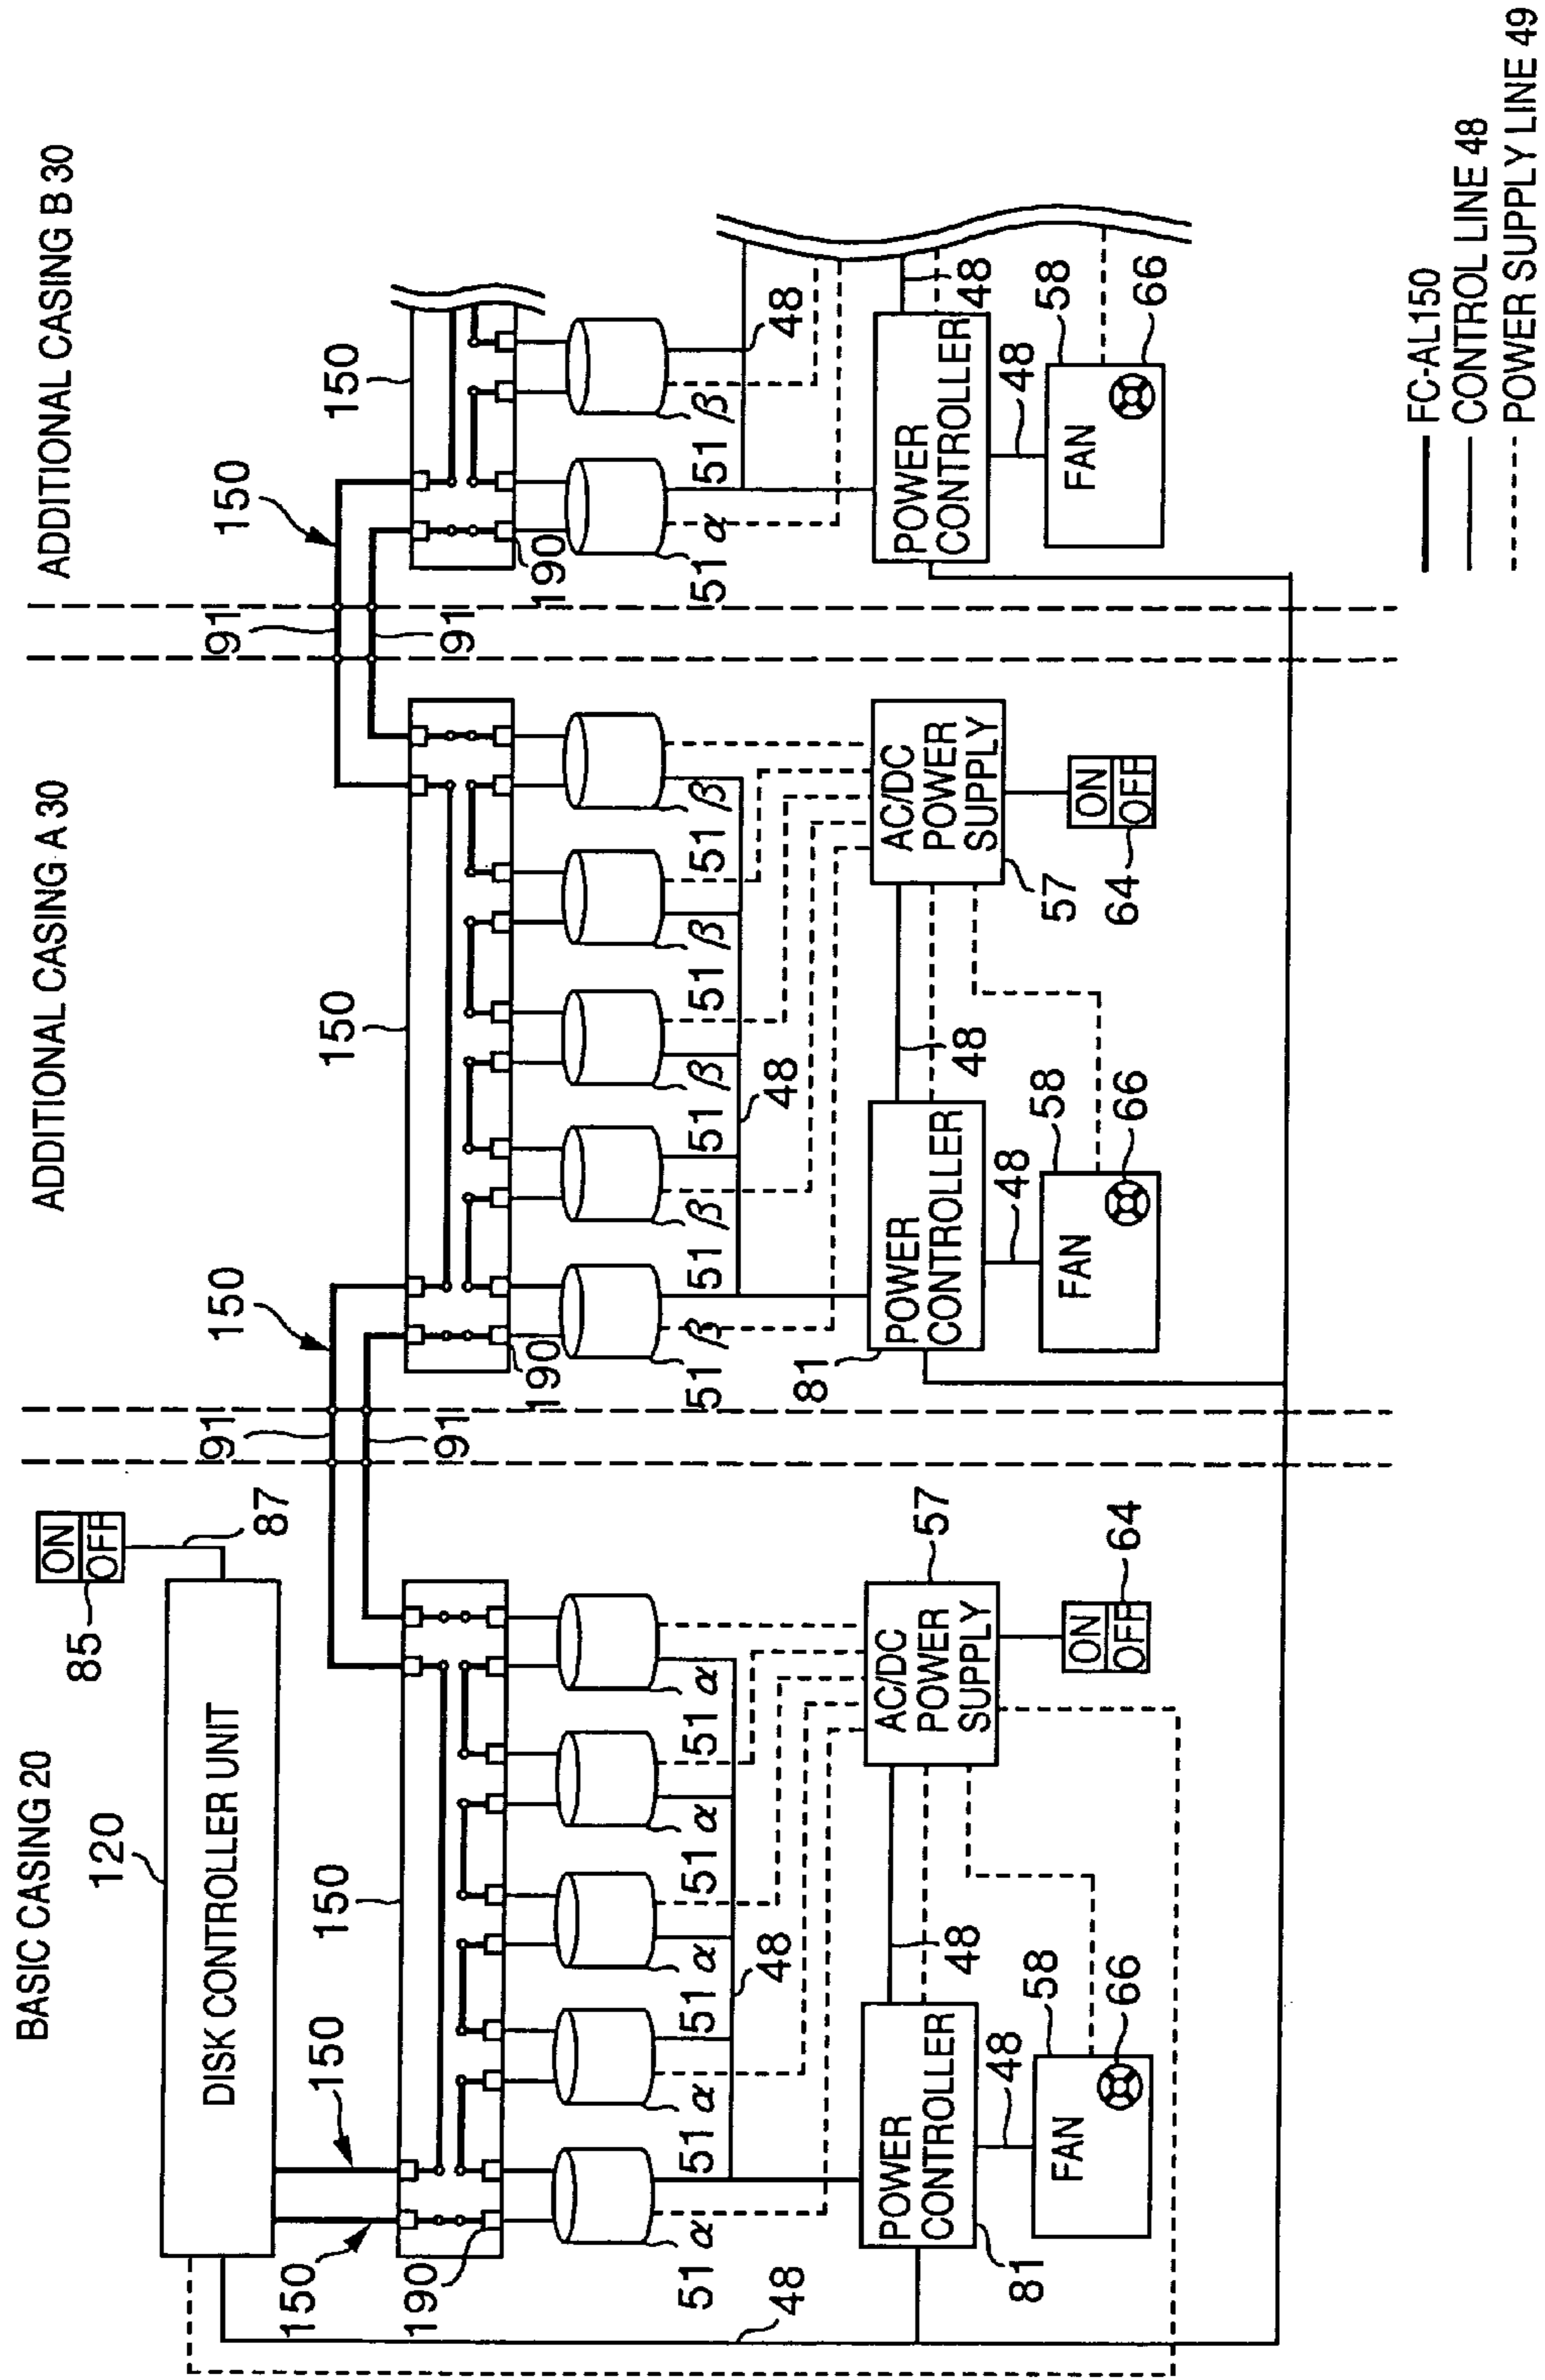 BASIC CASING 20
120
DISK CONTROLLER UNIT
ON
OFF
85
87
150
150
150
190
51 α
51 α
51 α
51 α
51 α
48
48
POWER
CONTROLLER
81
48
48
FAN
58
66
AC/DC
POWER
SUPPLY
57
ON
OFF
64
91
91
ADDITIONAL CASING A 30
150
150
190
51 β
51 β
51 β
51 β
51 β
48
POWER
CONTROLLER
81
48
48
FAN
58
66
AC/DC
POWER
SUPPLY
57
ON
OFF
64
91
91
ADDITIONAL CASING B 30
150
150
190
51 α
51 β
48
POWER
CONTROLLER
48
48
FAN
58
66
FC-AL150
CONTROL LINE 48
POWER SUPPLY LINE 49